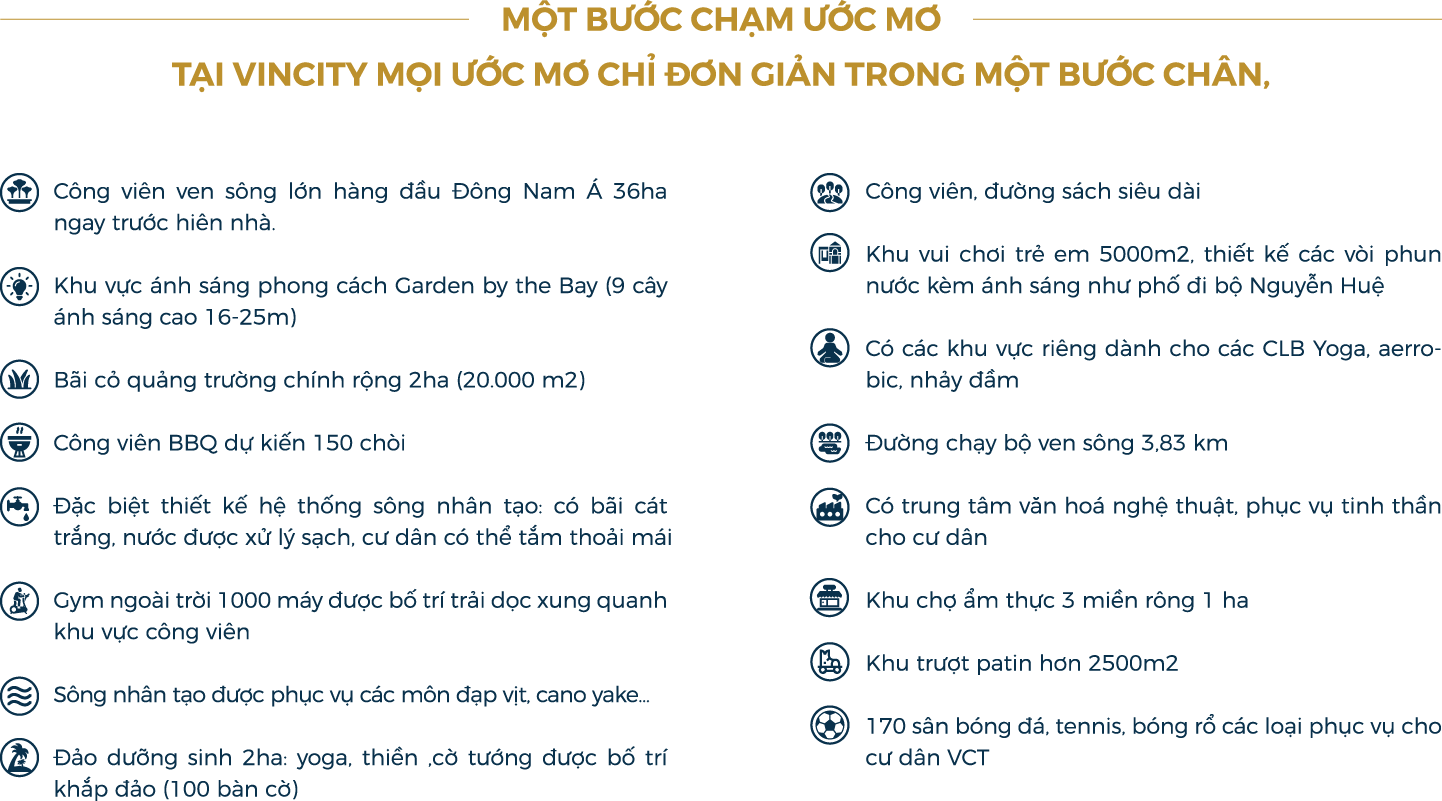 MỘT BƯỚC CHẠM ƯỚC MƠ
TẠI VINCITY MỌI ƯỚC MƠ CHỈ ĐƠN GIẢN TRONG MỘT BƯỚC CHÂN,
Công viên ven sông lớn hàng đầu Đông Nam Á 36ha
ngay trước hiên nhà.
Khu vực ánh sáng phong cách Garden by the Bay (9 cây
ánh sáng cao 16-25m)
Bãi cỏ quảng trường chính rộng 2ha (20.000 m2)
Công viên BBQ dự kiến 150 chòi
Đặc biệt thiết kế hệ thống sông nhân tạo: có bãi cát
trắng, nước được xử lý sạch, cư dân có thể tắm thoải mái
Gym ngoài trời 1000 máy được bố trí trải dọc xung quanh
khu vực công viên
Sông nhân tạo được phục vụ các môn đạp vịt, cano yake...
Đảo dưỡng sinh 2ha: yoga, thiền ,cờ tướng được bố trí
khắp đảo (100 bàn cờ)
Công viên, đường sách siêu dài
Khu vui chơi trẻ em 5000m2, thiết kế các vòi phun
nước kèm ánh sáng như phố đi bộ Nguyễn Huệ
Có các khu vực riêng dành cho các CLB Yoga, aerro-
bic, nhảy đầm
Đường chạy bộ ven sông 3,83 km
Có trung tâm văn hoá nghệ thuật, phục vụ tinh thần
cho cư dân
Khu chợ ẩm thực 3 miền rông 1 ha
Khu trượt patin hơn 2500m2
170 sân bóng đá, tennis, bóng rổ các loại phục vụ cho
cư dân VCT